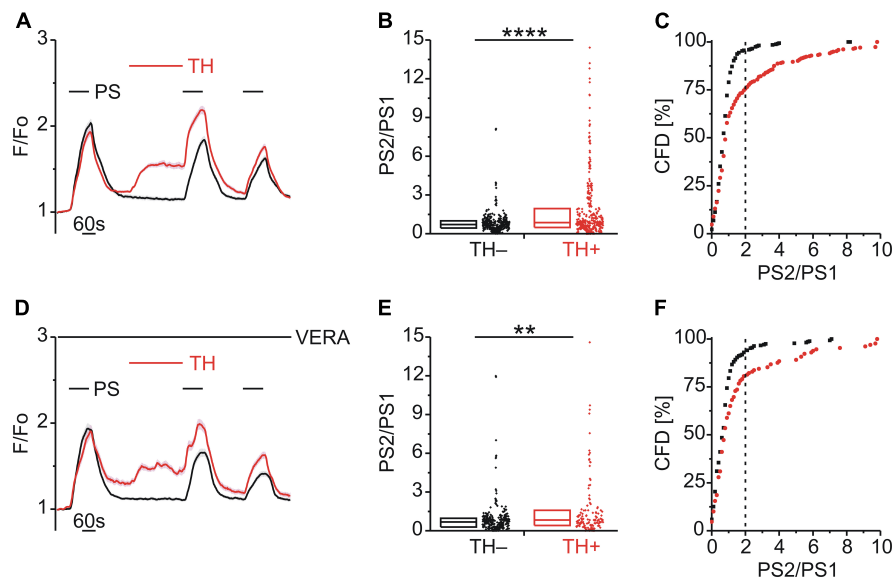 A
3
2
1
F/Fo
TH
PS
60s
B
****
15
12
9
6
3
0
PS2/PS1
TH–
TH+
C
100
75
50
25
0
CFD [%]
0 2 4 6 8 10
PS2/PS1
D
3
2
1
F/Fo
VERA
TH
PS
60s
E
**
15
12
9
6
3
0
PS2/PS1
TH–
TH+
F
100
75
50
25
0
CFD [%]
0 2 4 6 8 10
PS2/PS1